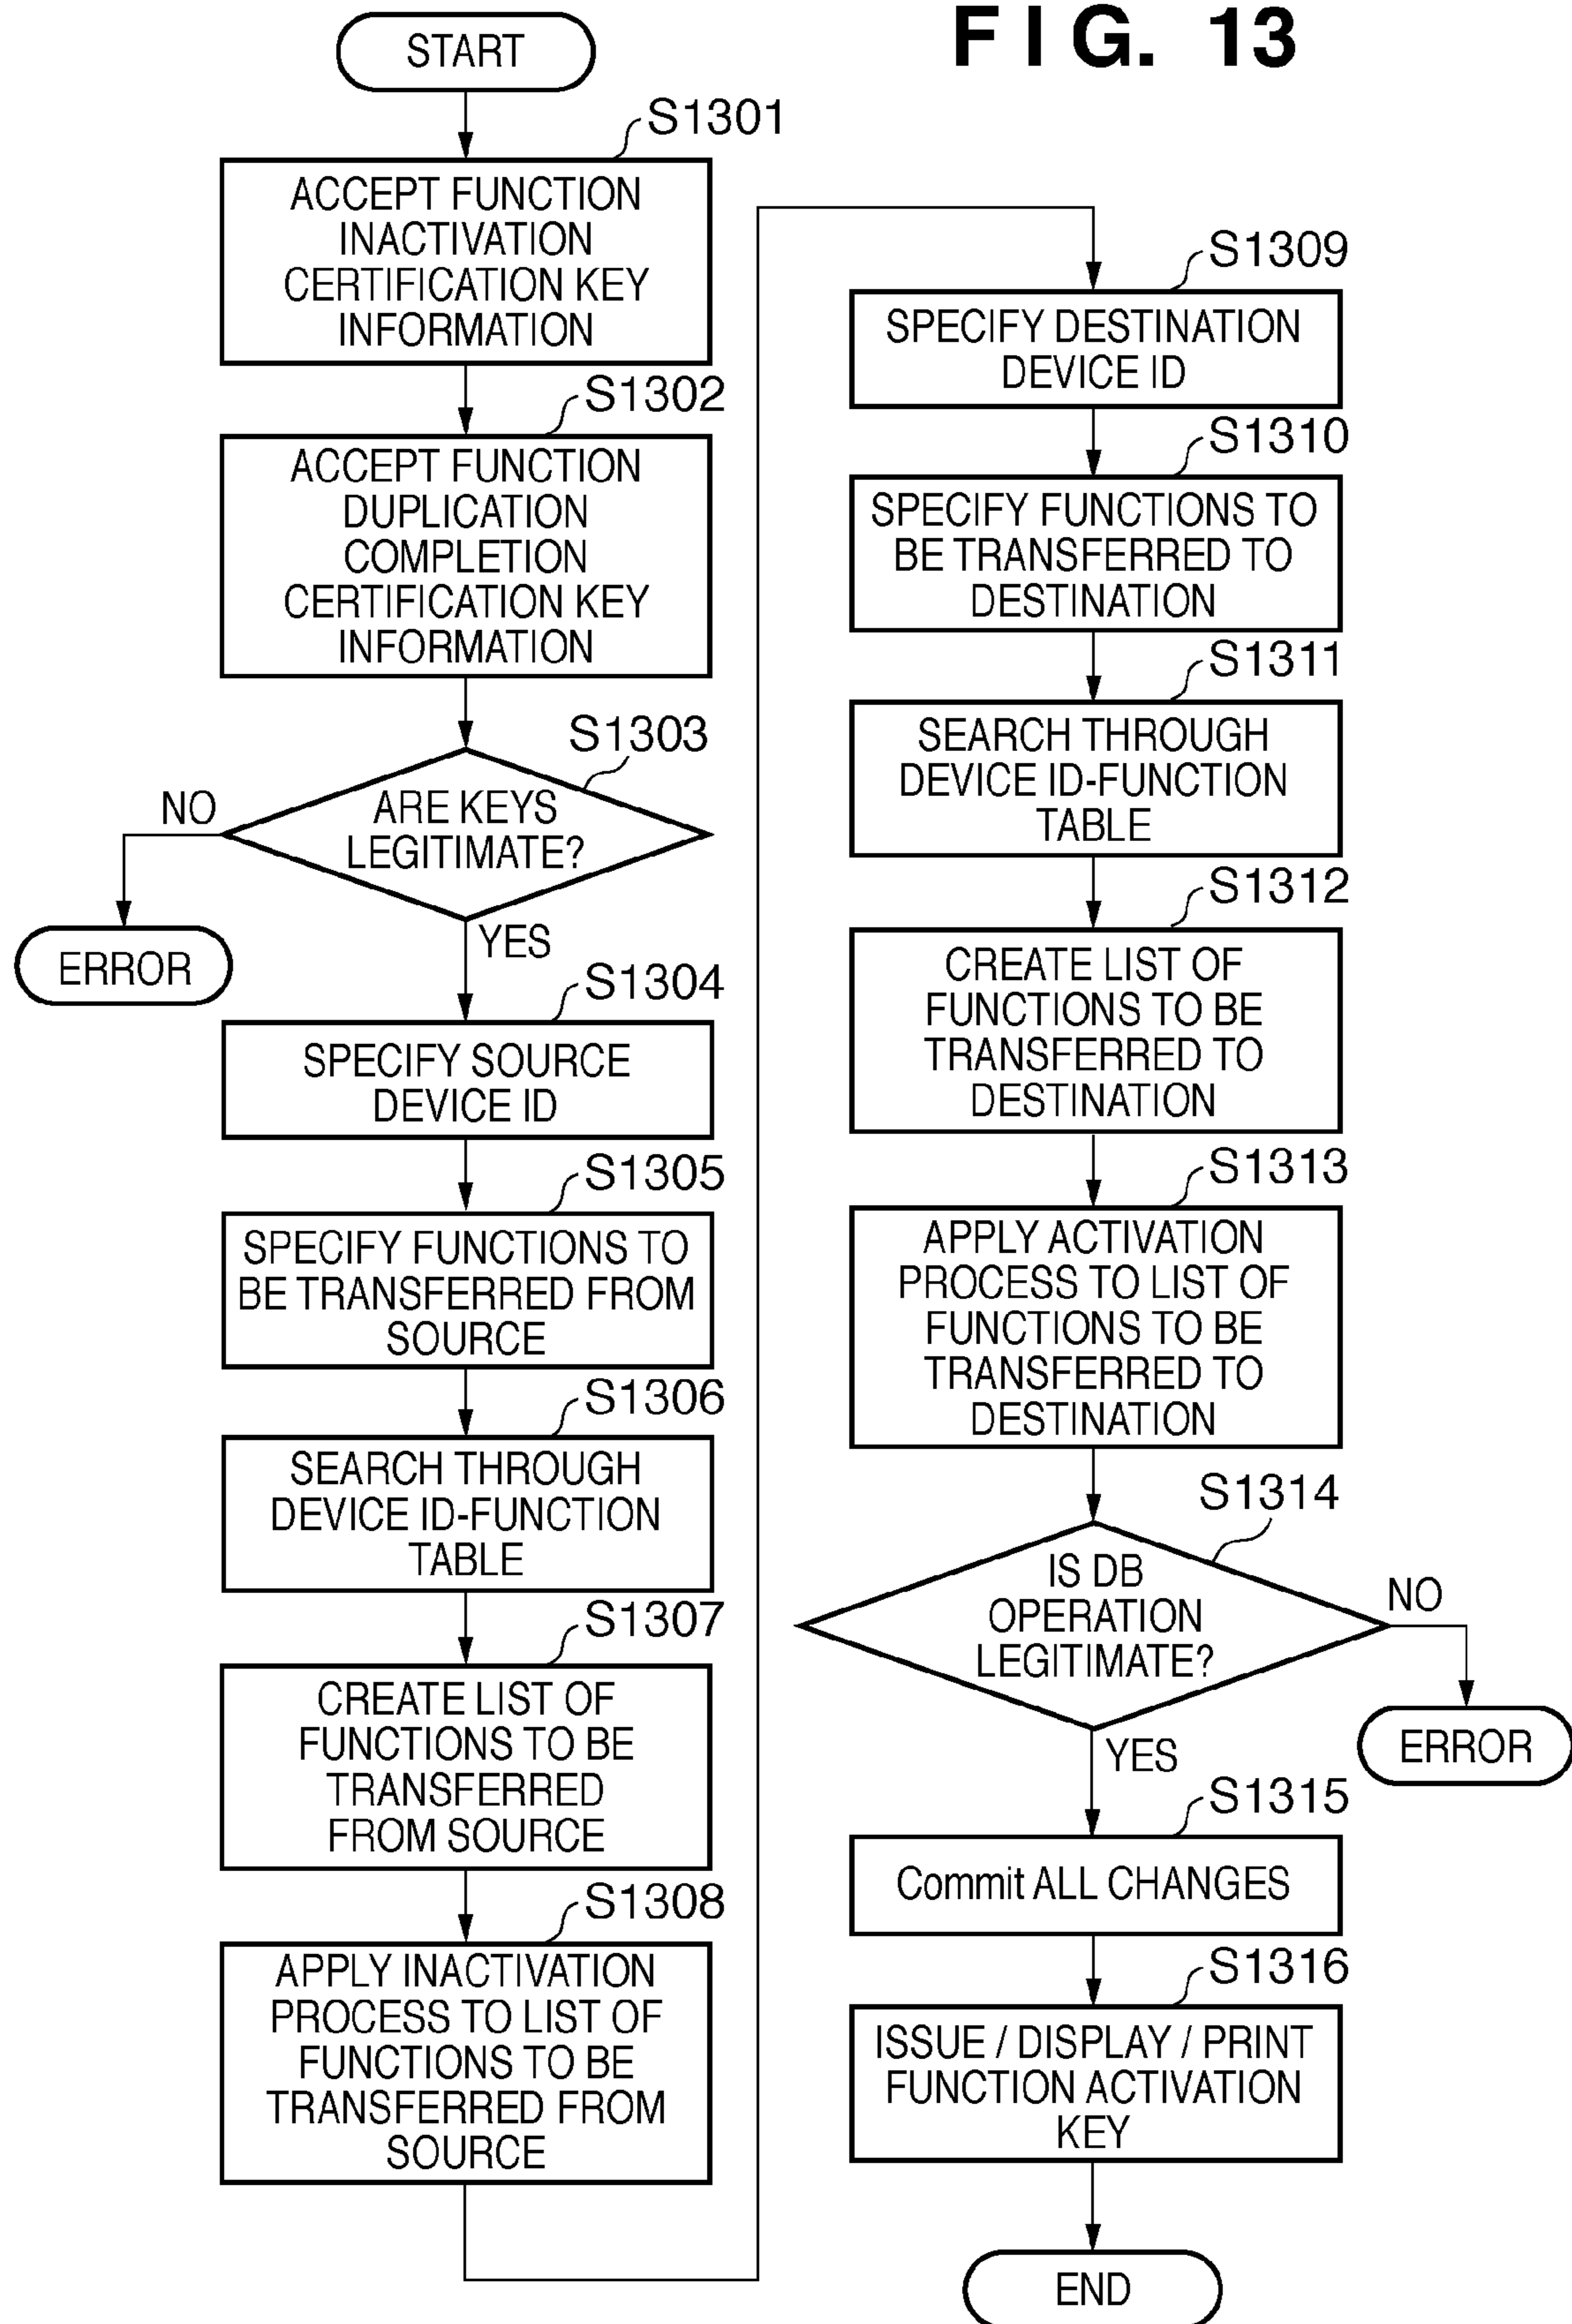 FIG. 13
START
S1301
ACCEPT FUNCTION
INACTIVATION
CERTIFICATION KEY
INFORMATION
S1302
ACCEPT FUNCTION
DUPLICATION
COMPLETION
CERTIFICATION KEY
INFORMATION
S1303
ARE KEYS
LEGITIMATE?
NO
ERROR
YES
S1304
SPECIFY SOURCE
DEVICE ID
S1305
SPECIFY FUNCTIONS TO
BE TRANSFERRED FROM
SOURCE
S1306
SEARCH THROUGH
DEVICE ID-FUNCTION
TABLE
S1307
CREATE LIST OF
FUNCTIONS TO BE
TRANSFERRED
FROM SOURCE
S1308
APPLY INACTIVATION
PROCESS TO LIST OF
FUNCTIONS TO BE
TRANSFERRED FROM
SOURCE
S1309
SPECIFY DESTINATION
DEVICE ID
S1310
SPECIFY FUNCTIONS TO
BE TRANSFERRED TO
DESTINATION
S1311
SEARCH THROUGH
DEVICE ID-FUNCTION
TABLE
S1312
CREATE LIST OF
FUNCTIONS TO BE
TRANSFERRED TO
DESTINATION
S1313
APPLY ACTIVATION
PROCESS TO LIST OF
FUNCTIONS TO BE
TRANSFERRED TO
DESTINATION
S1314
IS DB
OPERATION
LEGITIMATE?
NO
ERROR
YES
S1315
Commit ALL CHANGES
S1316
ISSUE / DISPLAY / PRINT
FUNCTION ACTIVATION
KEY
END